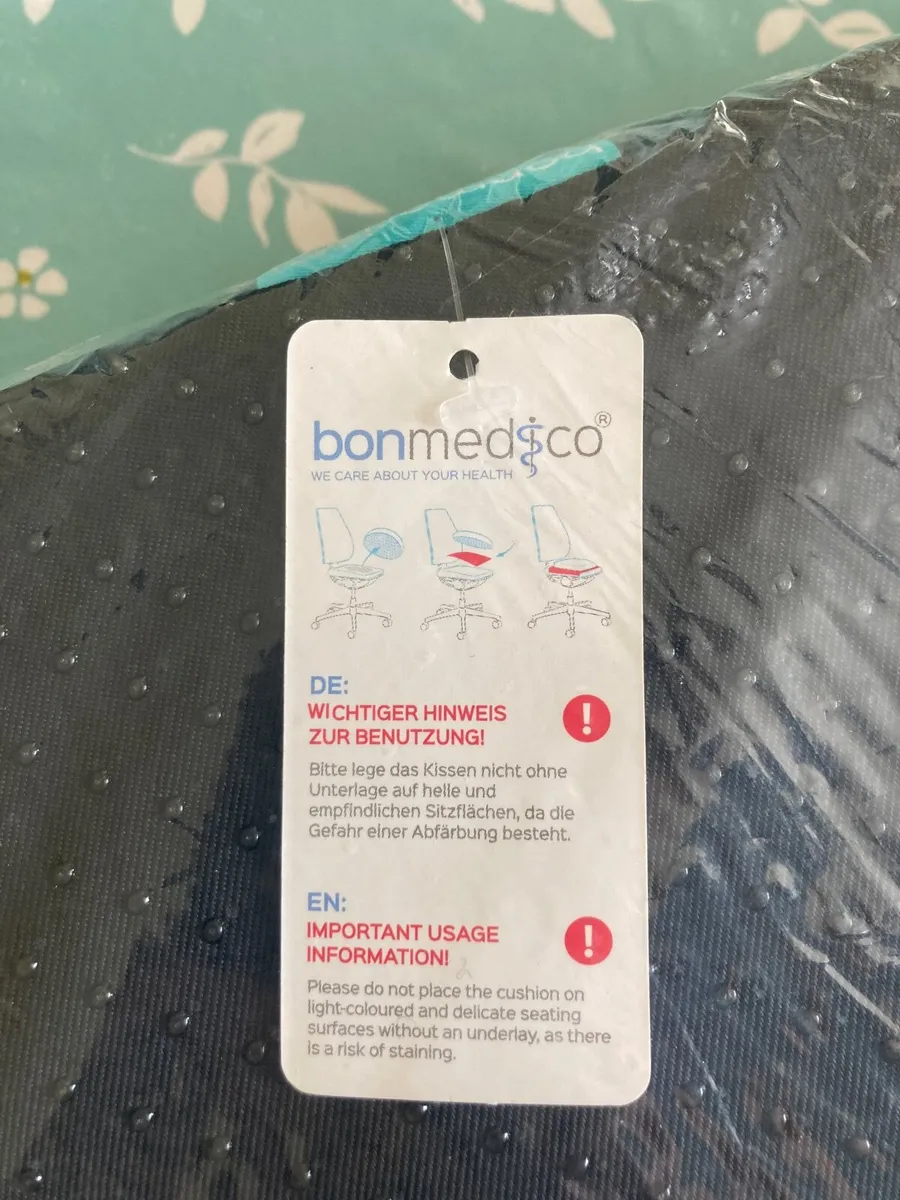 bonmedico®
WE CARE ABOUT YOUR HEALTH
DE:
WICHTIGER HINWEIS
ZUR BENUTZUNG!
Bitte lege das Kissen nicht ohne
Unterlage auf helle und
empfindlichen Sitzflächen, da die
Gefahr einer Abfärbung besteht.
EN:
IMPORTANT USAGE
INFORMATION!
Please do not place the cushion on
light-coloured and delicate seating
surfaces without an underlay, as there
is a risk of staining.